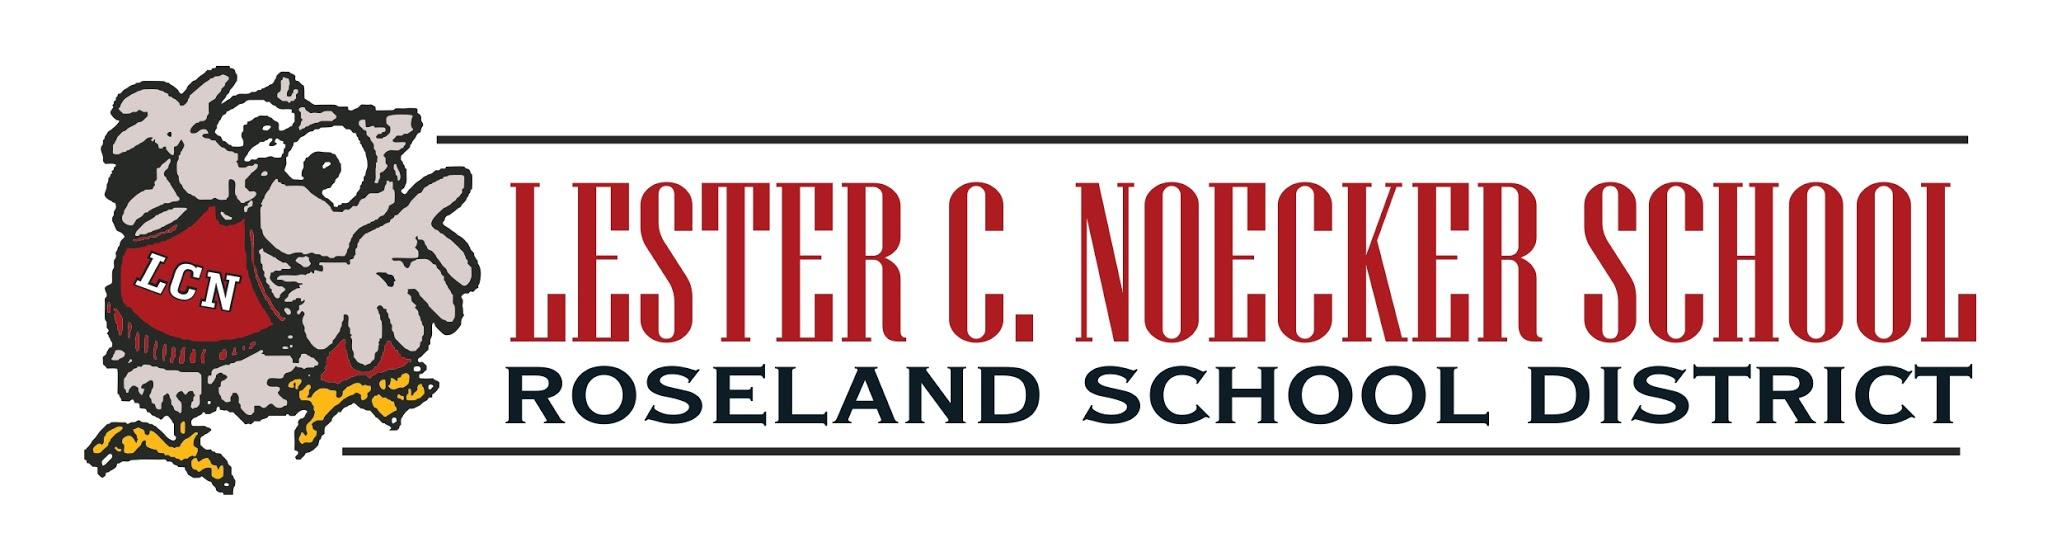 LCN
LESTER C. NOECKER SCHOOL
ROSELAND SCHOOL DISTRICT